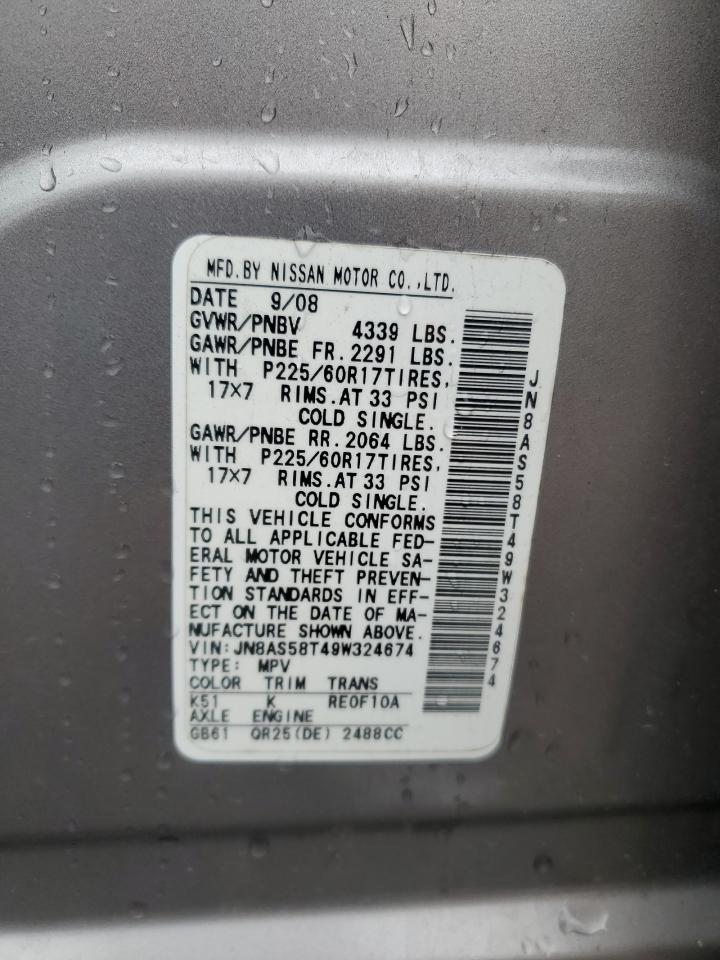 MFD.BY NISSAN MOTOR CO.,LTD.
DATE 9/08
GVWR/PNBV 4339 LBS.
GAWR/PNBE FR.2291 LBS.
WITH P225/60R17TIRES,
17×7 RIMS.AT 33 PSI
COLD SINGLE.
GAWR/PNBE RR.2064 LBS.
WITH P225/60R17TIRES,
17×7 RIMS.AT 33 PSI
COLD SINGLE.
THIS VEHICLE CONFORMS
TO ALL APPLICABLE FED-
ERAL MOTOR VEHICLE SA-
FETY AND THEFT PREVEN-
TION STANDARDS IN EFF-
ECT ON THE DATE OF MA-
NUFACTURE SHOWN ABOVE.
VIN:JN8AS58T49W324674
TYPE: MPV
COLOR TRIM TRANS
K51 K RE0F10A
AXLE ENGINE
GB61 QR25(DE) 2488CC
JN8AS58T49W324674